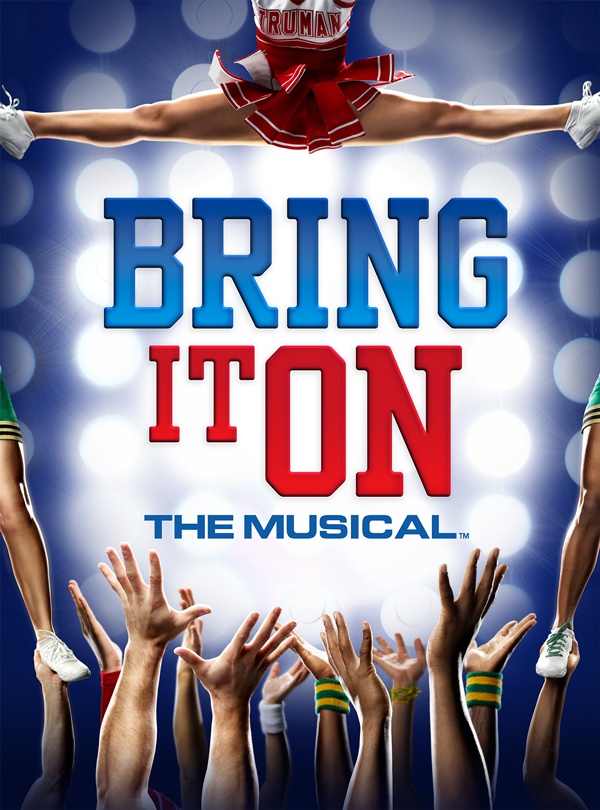 TRUMAN
BRING
IT ON
THE MUSICAL™